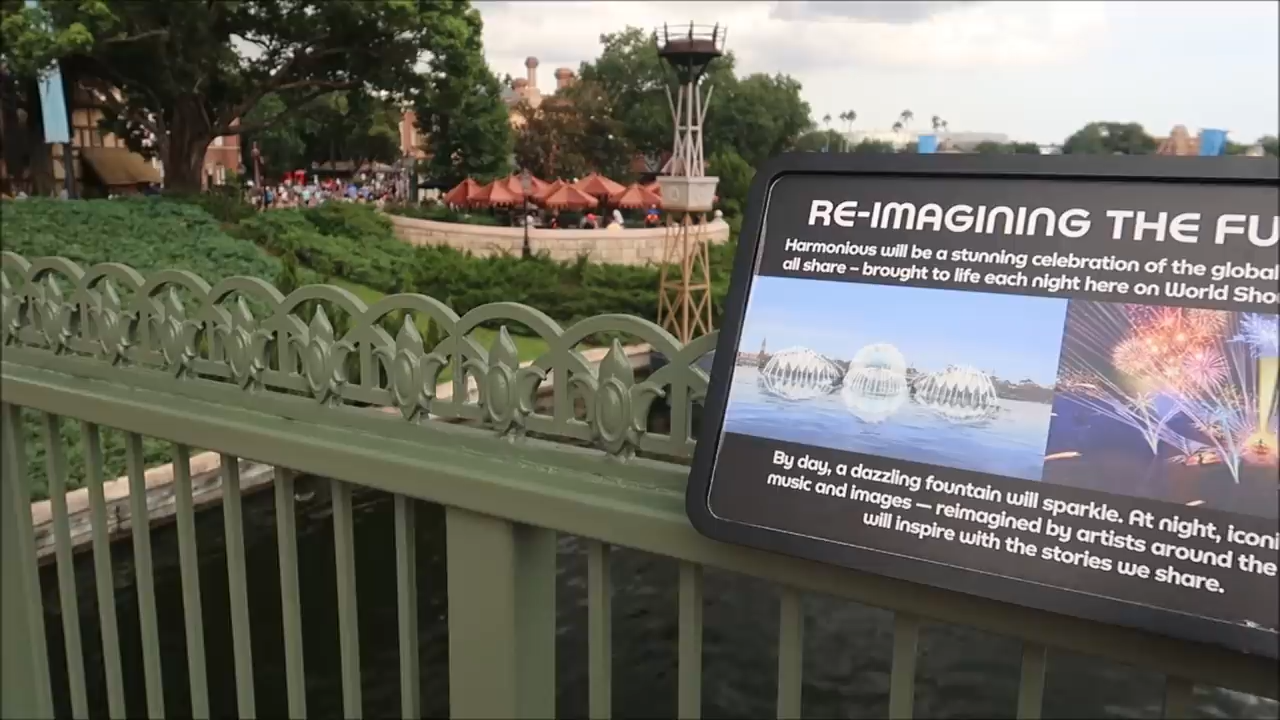 RE-IMAGINING THE FU
Harmonious will be a stunning celebration of the global
all share – brought to life each night here on World Sho
By day, a dazzling fountain will sparkle. At night, iconi
music and images — reimagined by artists around the
will inspire with the stories we share.